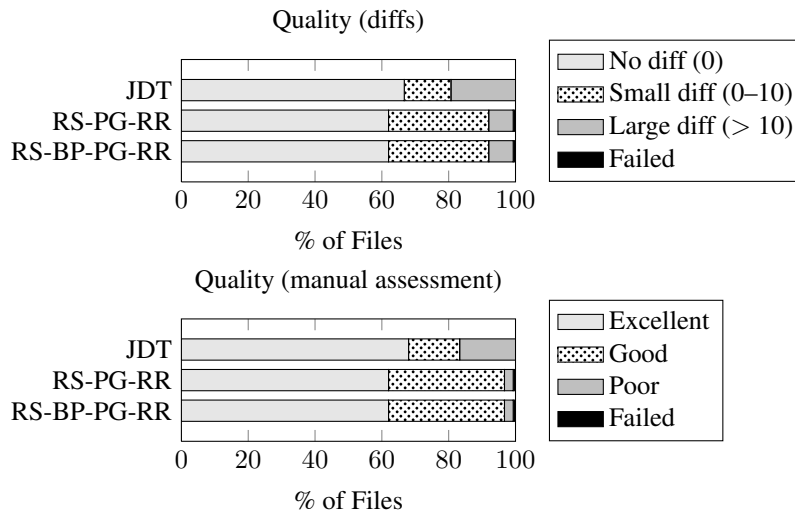 Quality (diffs)
JDT
RS-PG-RR
RS-BP-PG-RR
0 20 40 60 80 100
% of Files
No diff (0)
Small diff (0–10)
Large diff (> 10)
Failed
Quality (manual assessment)
JDT
RS-PG-RR
RS-BP-PG-RR
0 20 40 60 80 100
% of Files
Excellent
Good
Poor
Failed